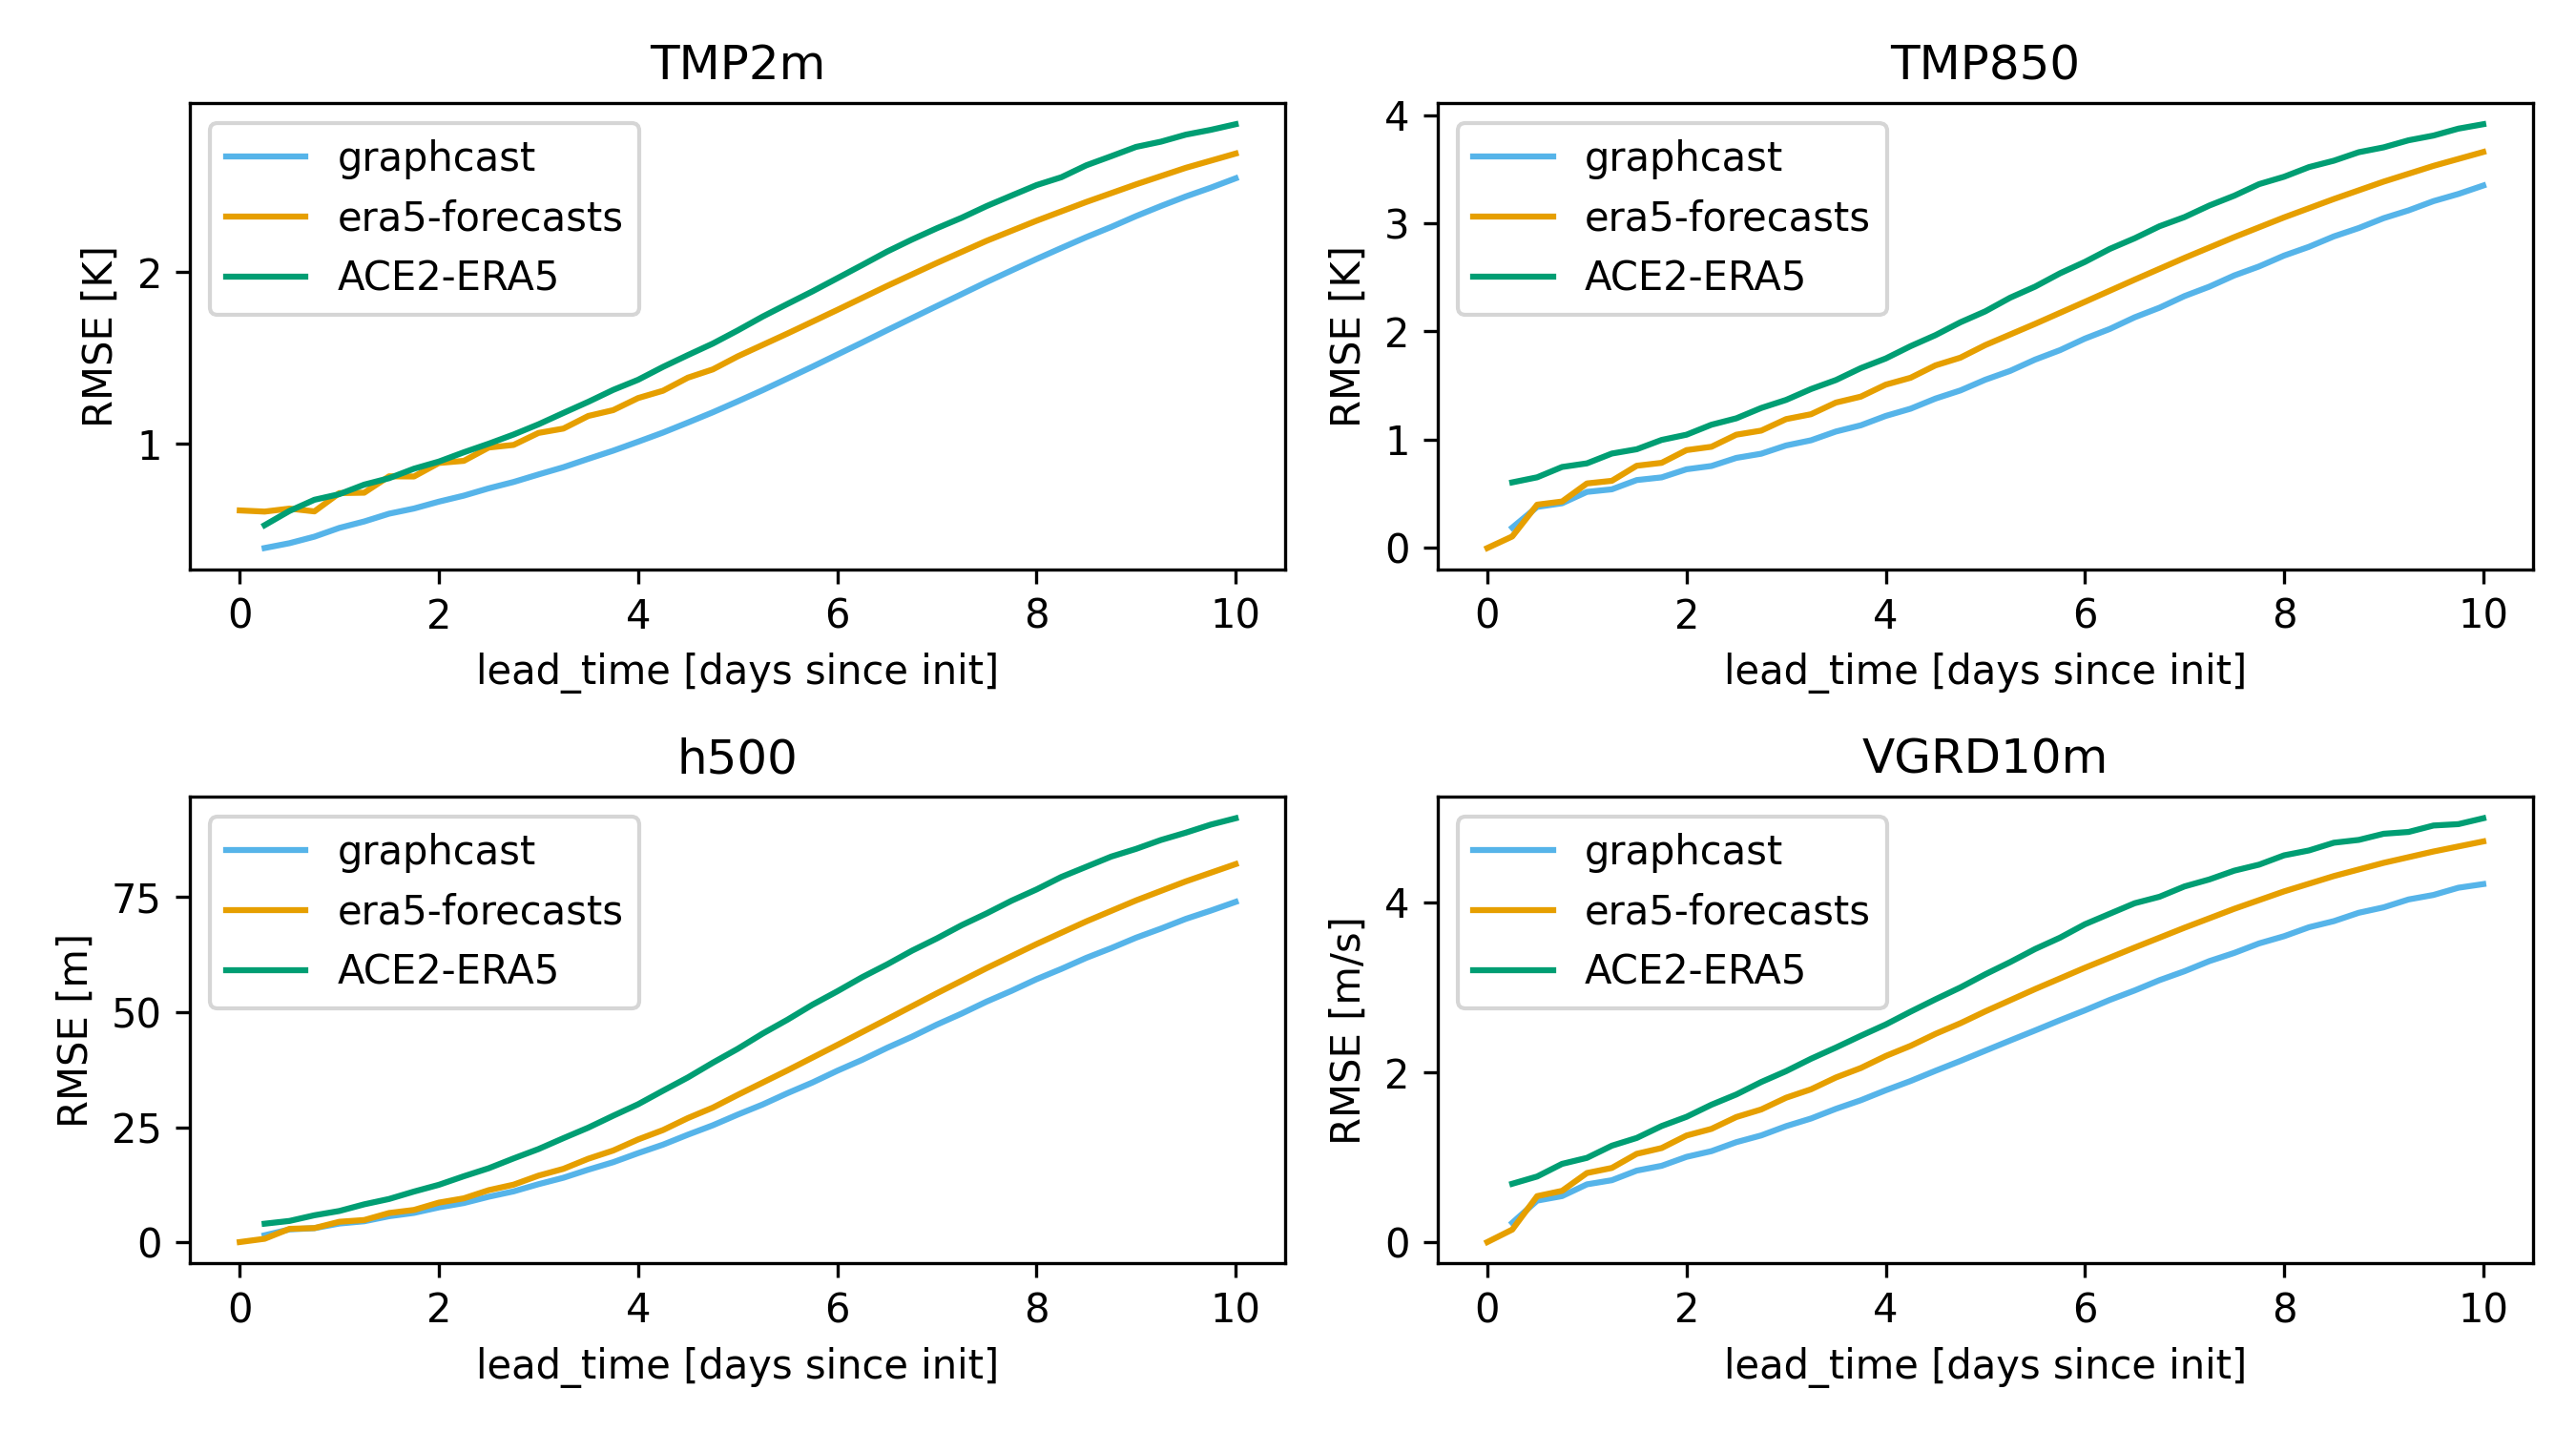 TMP2m
RMSE [K]
2
1
graphcast
era5-forecasts
ACE2-ERA5
0 2 4 6 8 10
lead_time [days since init]
TMP850
RMSE [K]
4
3
2
1
0
graphcast
era5-forecasts
ACE2-ERA5
0 2 4 6 8 10
lead_time [days since init]
h500
RMSE [m]
75
50
25
0
graphcast
era5-forecasts
ACE2-ERA5
0 2 4 6 8 10
lead_time [days since init]
VGRD10m
RMSE [m/s]
4
2
0
graphcast
era5-forecasts
ACE2-ERA5
0 2 4 6 8 10
lead_time [days since init]